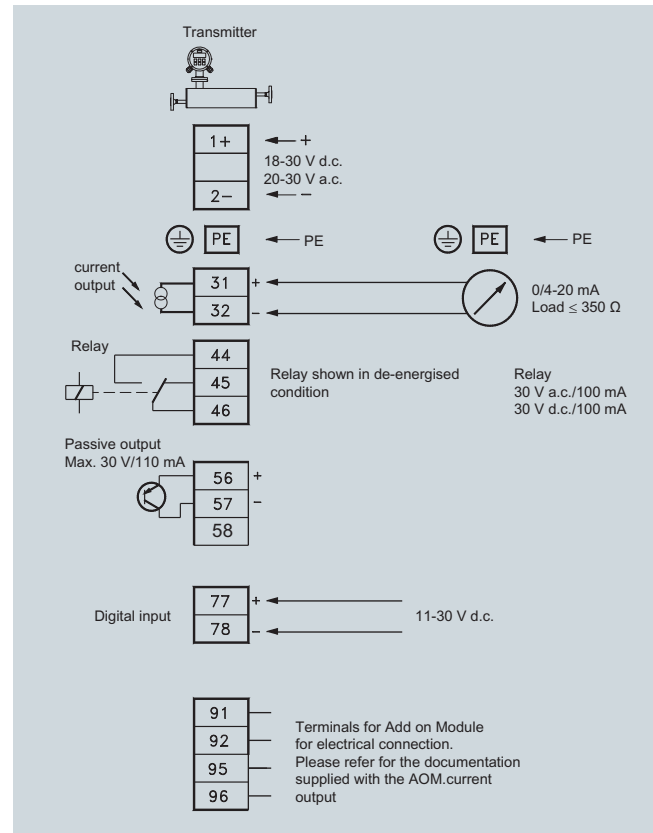 Transmitter
1+
+
18-30 V d.c.
20-30 V a.c.
2−
−
PE
PE
PE
PE
current
output
31
+
32
−
0/4-20 mA
Load ≤ 350 Ω
Relay
44
45
46
Relay shown in de-energised
condition
Relay
30 V a.c./100 mA
30 V d.c./100 mA
Passive output
Max. 30 V/110 mA
56
+
57
−
58
Digital input
77
+
78
−
11-30 V d.c.
91
92
95
96
Terminals for Add on Module
for electrical connection.
Please refer for the documentation
supplied with the AOM.current
output